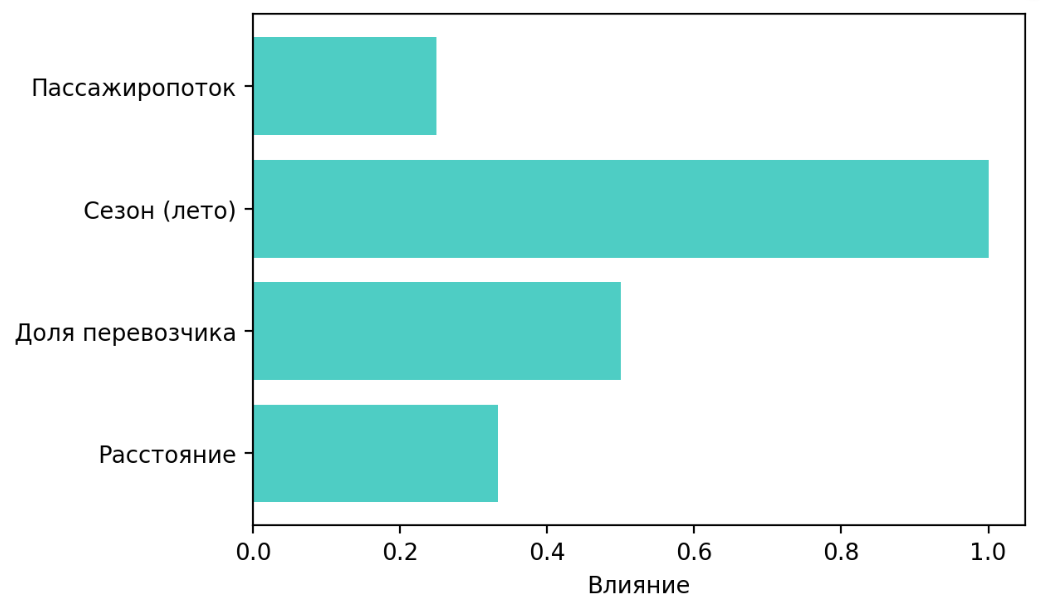 Пассажиропоток
Сезон (лето)
Доля перевозчика
Расстояние
0.0 0.2 0.4 0.6 0.8 1.0
Влияние